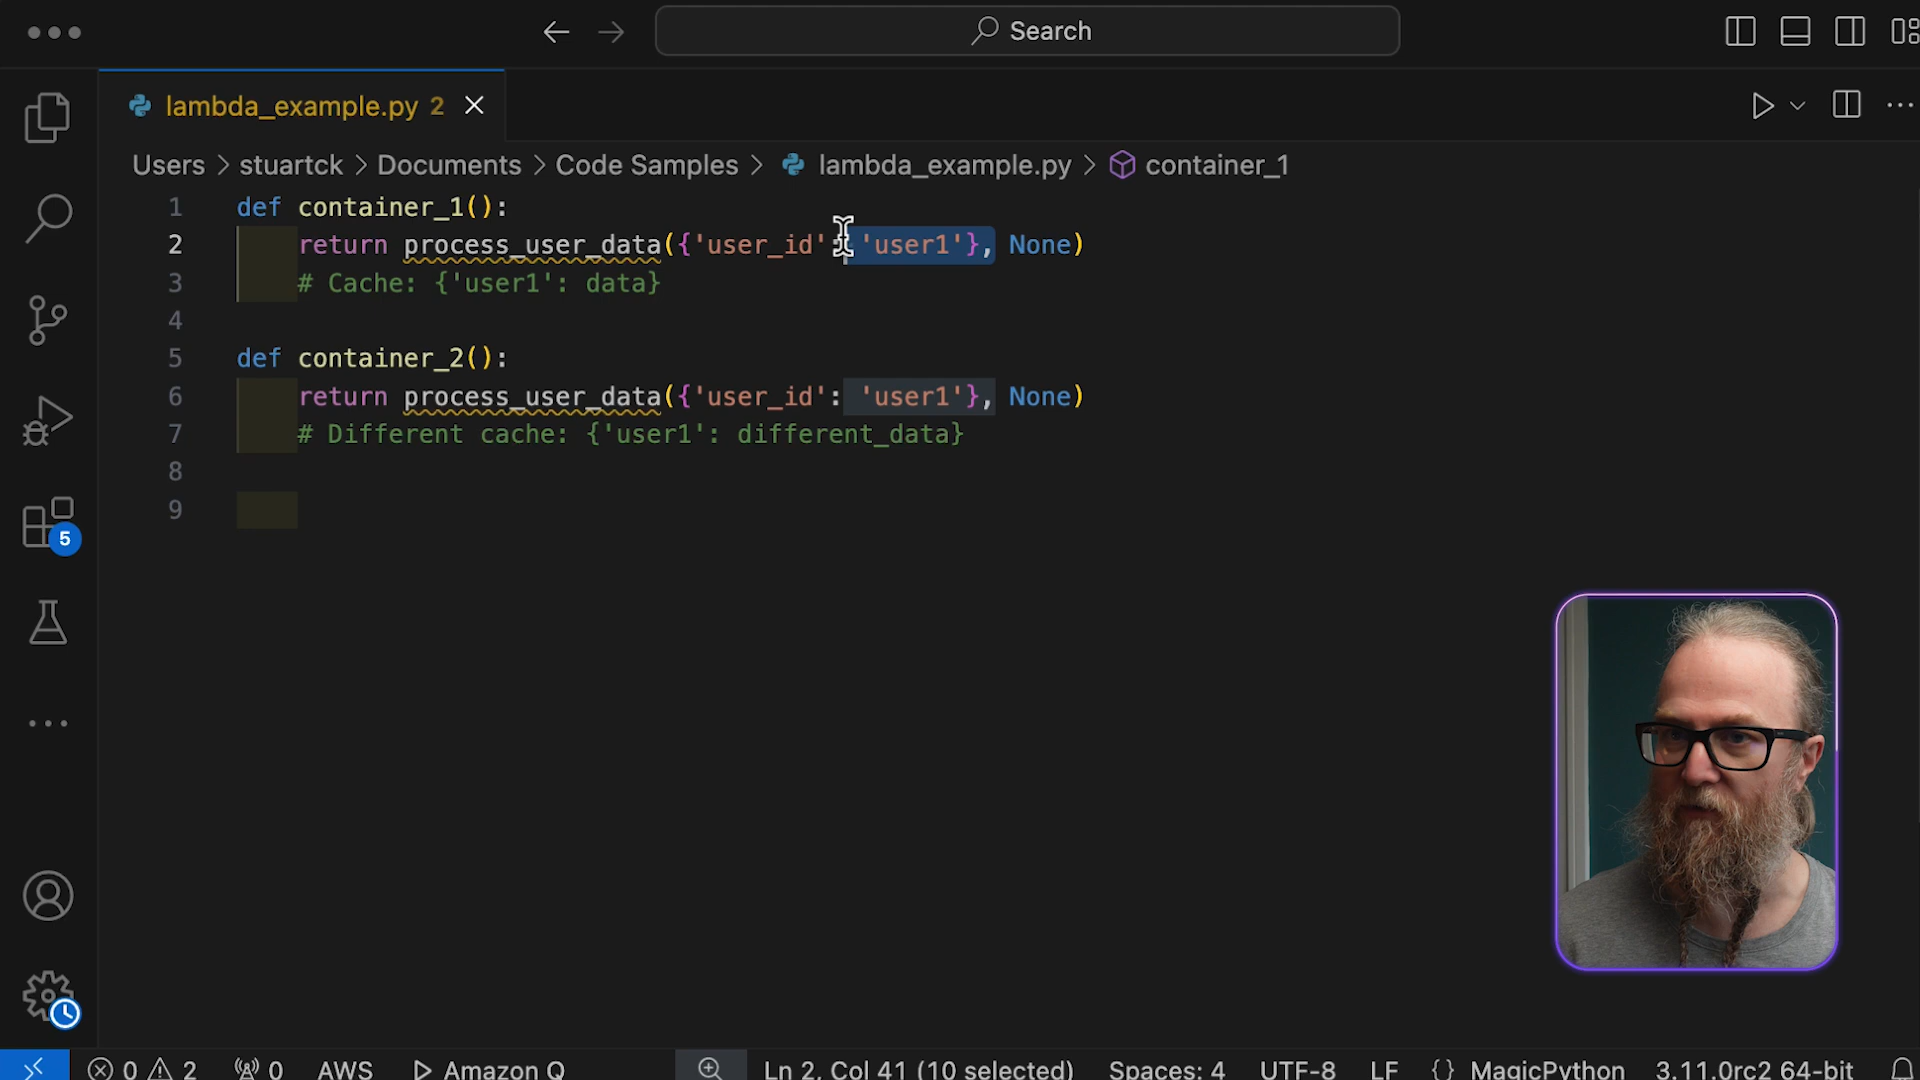 Search
lambda_example.py 2
Users > stuartck > Documents > Code Samples > lambda_example.py > container_1
1 def container_1():
2 return process_user_data({'user_id': 'user1'}, None)
3 # Cache: {'user1': data}
4
5 def container_2():
6 return process_user_data({'user_id': 'user1'}, None)
7 # Different cache: {'user1': different_data}
8
9
5
0 2 0 AWS Amazon Q Ln 2, Col 41 (10 selected) Spaces: 4 UTF-8 LF {} MagicPython 3.11.0rc2 64-bit